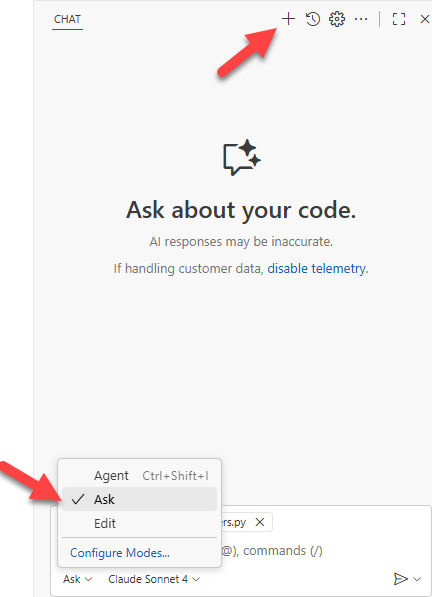 CHAT
Ask about your code.
AI responses may be inaccurate.
If handling customer data, disable telemetry.
Agent Ctrl+Shift+I
Ask
Edit
Configure Modes...
ers.py
@), commands (/)
Ask
Claude Sonnet 4